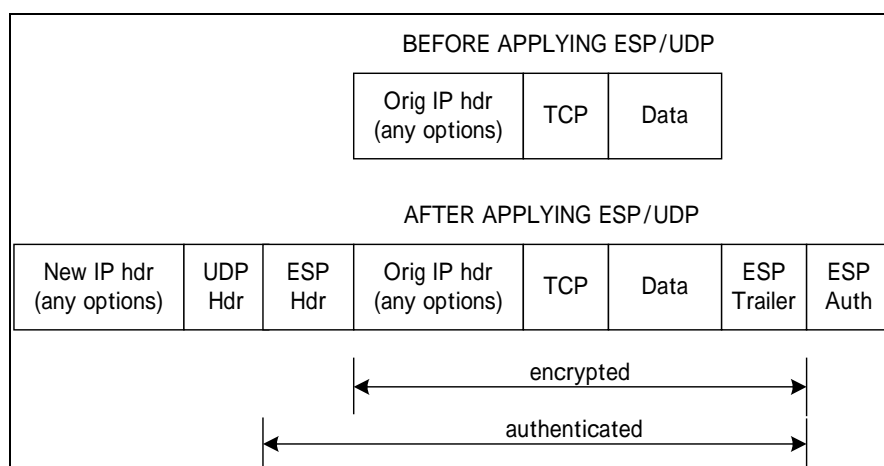 BEFORE APPLYING ESP/UDP
Orig IP hdr
(any options)
TCP
Data
AFTER APPLYING ESP/UDP
New IP hdr
(any options)
UDP
Hdr
ESP
Hdr
Orig IP hdr
(any options)
TCP
Data
ESP
Trailer
ESP
Auth
encrypted
authenticated